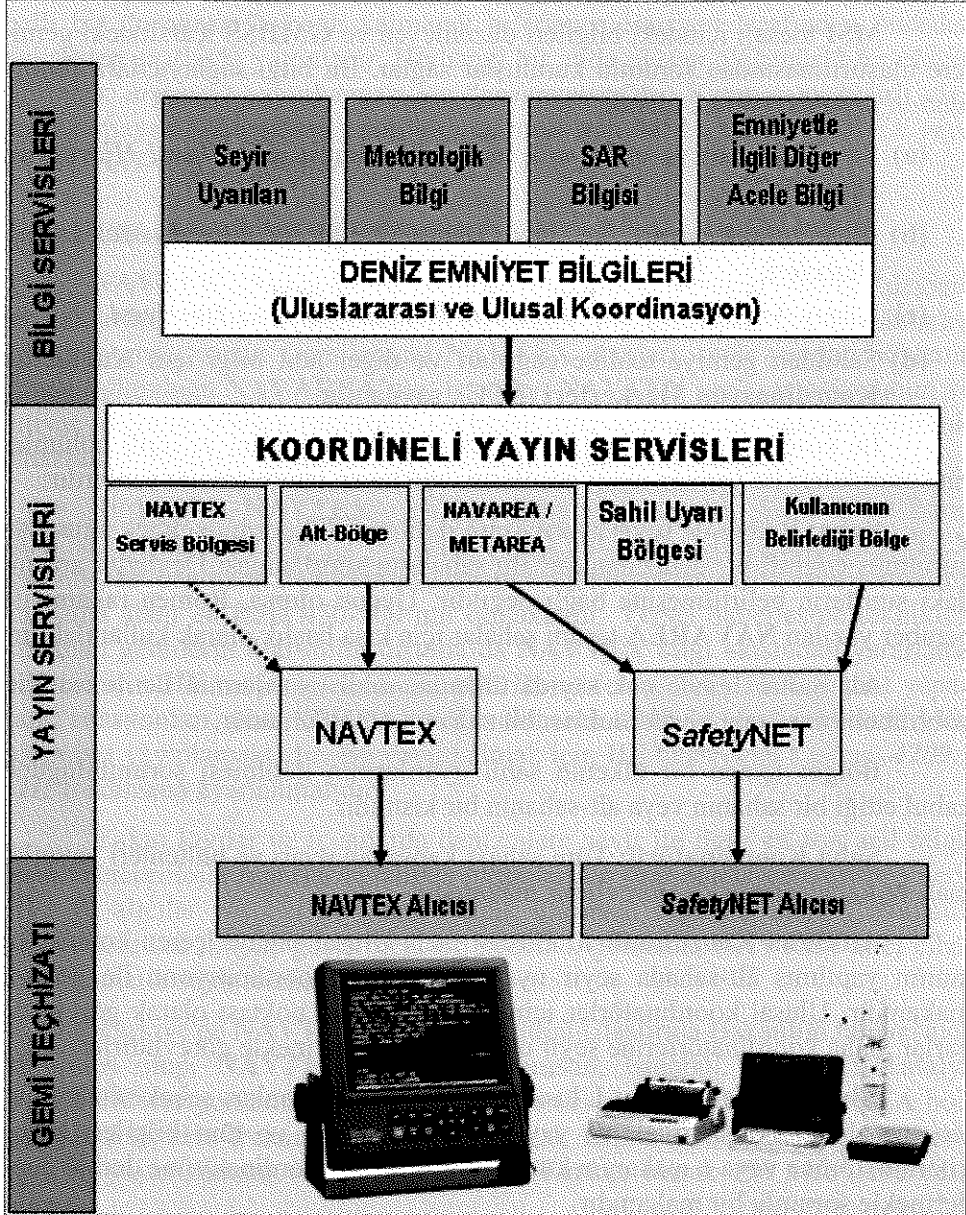 BİLGİ SERVİSLERİ
Seyir
Uyarıları
Metorolojik
Bilgi
SAR
Bilgisi
Emniyetle
İlgili Diğer
Acele Bilgi
DENİZ EMNİYET BİLGİLERİ
(Uluslararası ve Ulusal Koordinasyon)
YAYIN SERVİSLERİ
KOORDİNELİ YAYIN SERVİSLERİ
NAVTEX
Servis Bölgesi
Alt-Bölge
NAVAREA /
METAREA
Sahil Uyarı
Bölgesi
Kullanıcının
Belirlediği Bölge
NAVTEX
SafetyNET
GEMİ TEÇHİZATI
NAVTEX Alıcısı
SafetyNET Alıcısı